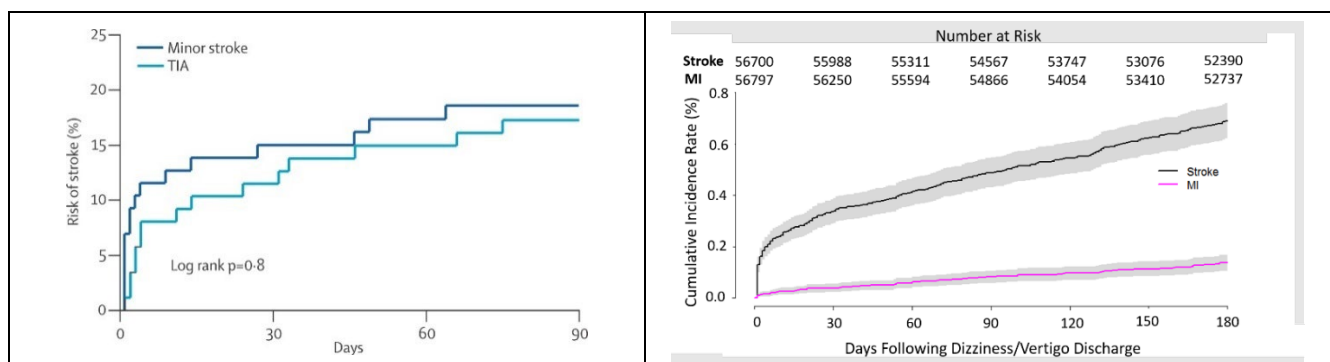 25
20
15
10
5
0
Risk of stroke (%)
Minor stroke
TIA
Log rank p=0·8
0 30 60 90
Days
Number at Risk
Stroke 56700 55988 55311 54567 53747 53076 52390
MI 56797 56250 55594 54866 54054 53410 52737
0.8
0.6
0.4
0.2
0.0
Cumulative Incidence Rate (%)
Stroke
MI
0 30 60 90 120 150 180
Days Following Dizziness/Vertigo Discharge